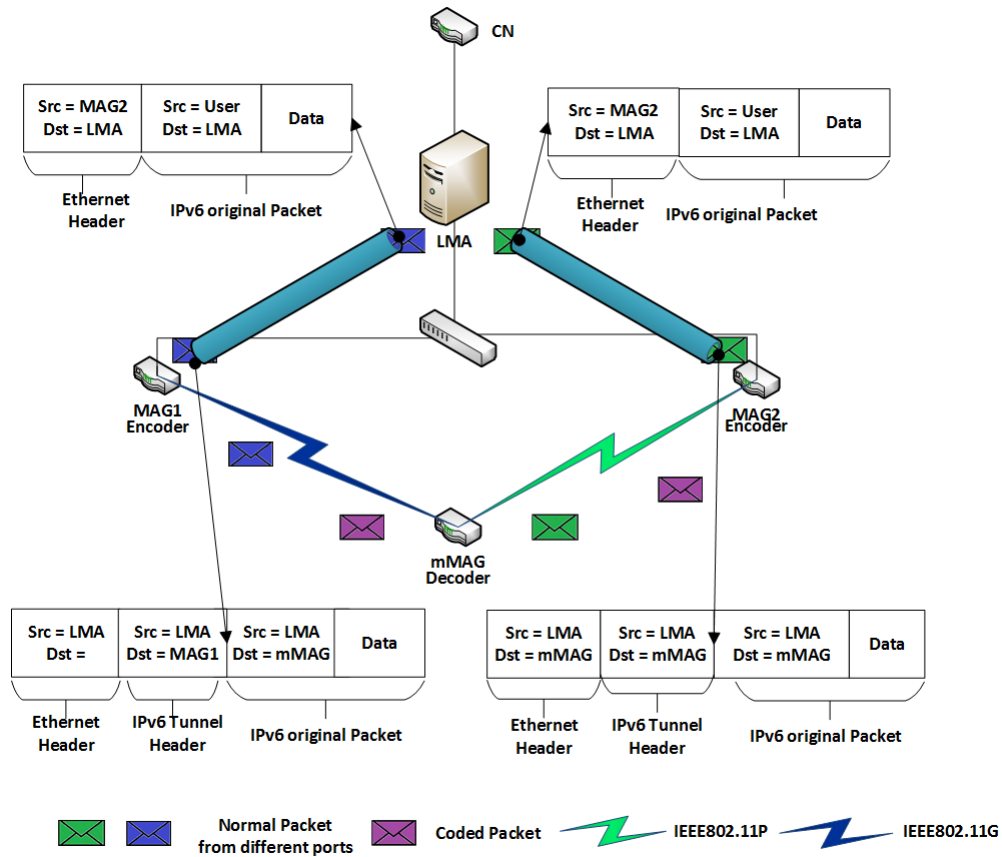 CN
Src = MAG2
Dst = LMA
Src = User
Dst = LMA
Data
Ethernet
Header
IPv6 original Packet
Src = MAG2
Dst = LMA
Src = User
Dst = LMA
Data
Ethernet
Header
IPv6 original Packet
LMA
MAG1
Encoder
MAG2
Encoder
mMAG
Decoder
Src = LMA
Dst =
Src = LMA
Dst = MAG1
Src = LMA
Dst = mMAG
Data
Ethernet
Header
IPv6 Tunnel
Header
IPv6 original Packet
Src = LMA
Dst = mMAG
Src = LMA
Dst = mMAG
Src = LMA
Dst = mMAG
Data
Ethernet
Header
IPv6 Tunnel
Header
IPv6 original Packet
Normal Packet
from different ports
Coded Packet
IEEE802.11P
IEEE802.11G